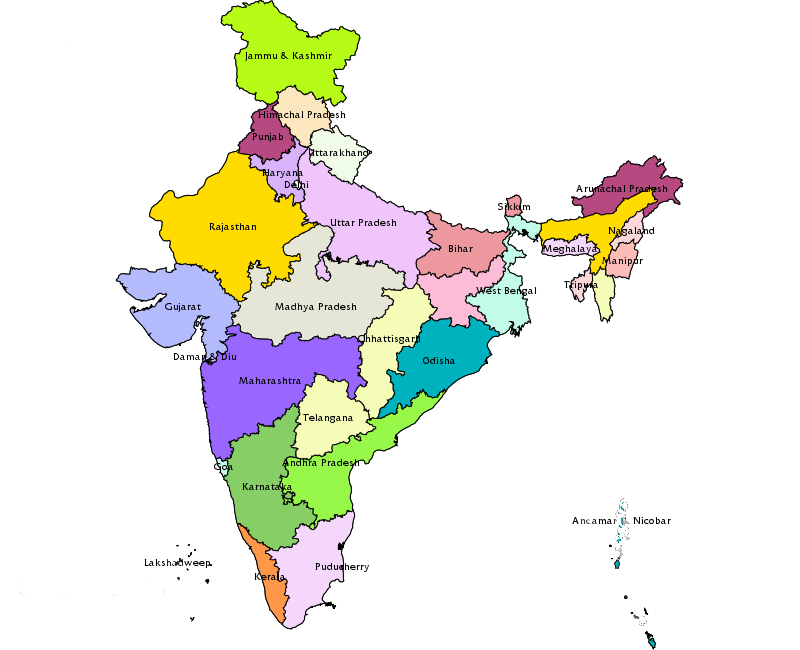 Jammu & Kashmir
Himachal Pradesh
Punjab
Uttarakhand
Haryana
Delhi
Arunachal Pradesh
Sikkim
Rajasthan
Uttar Pradesh
Nagaland
Bihar
Meghalaya
Manipur
Tripura
West Bengal
Gujarat
Madhya Pradesh
Chhattisgarh
Daman & Diu
Odisha
Maharashtra
Telangana
Goa
Andhra Pradesh
Karnataka
Andaman & Nicobar
Lakshadweep
Puducherry
Kerala